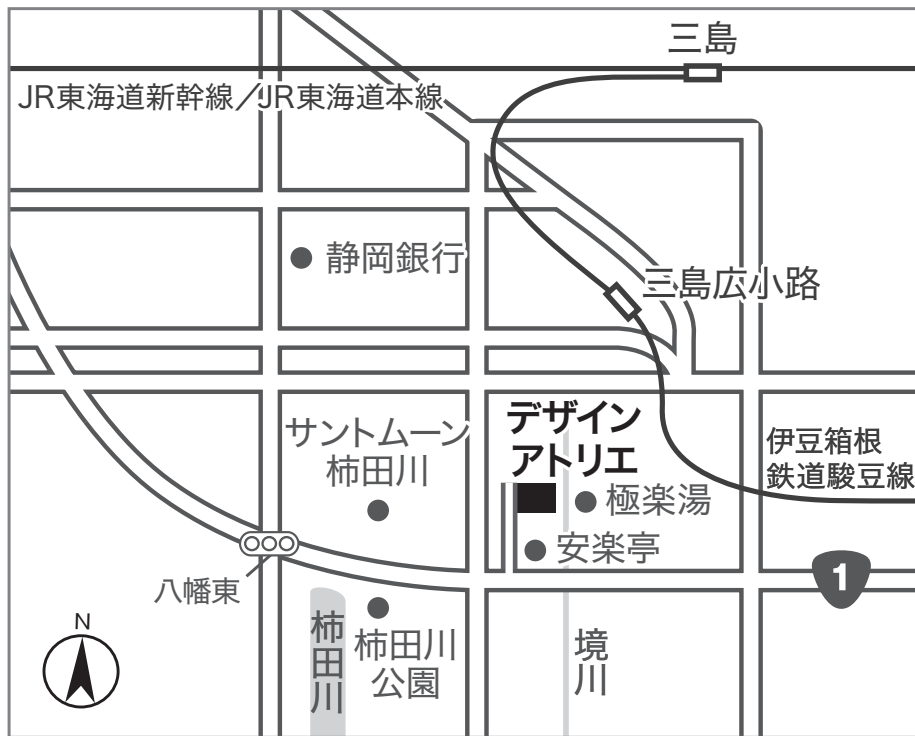 三島
JR東海道新幹線／JR東海道本線
静岡銀行
三島広小路
デザイン
アトリエ
サントムーン
柿田川
伊豆箱根
鉄道駿豆線
極楽湯
安楽亭
八幡東
1
柿田川
柿田川
公園
境川
N